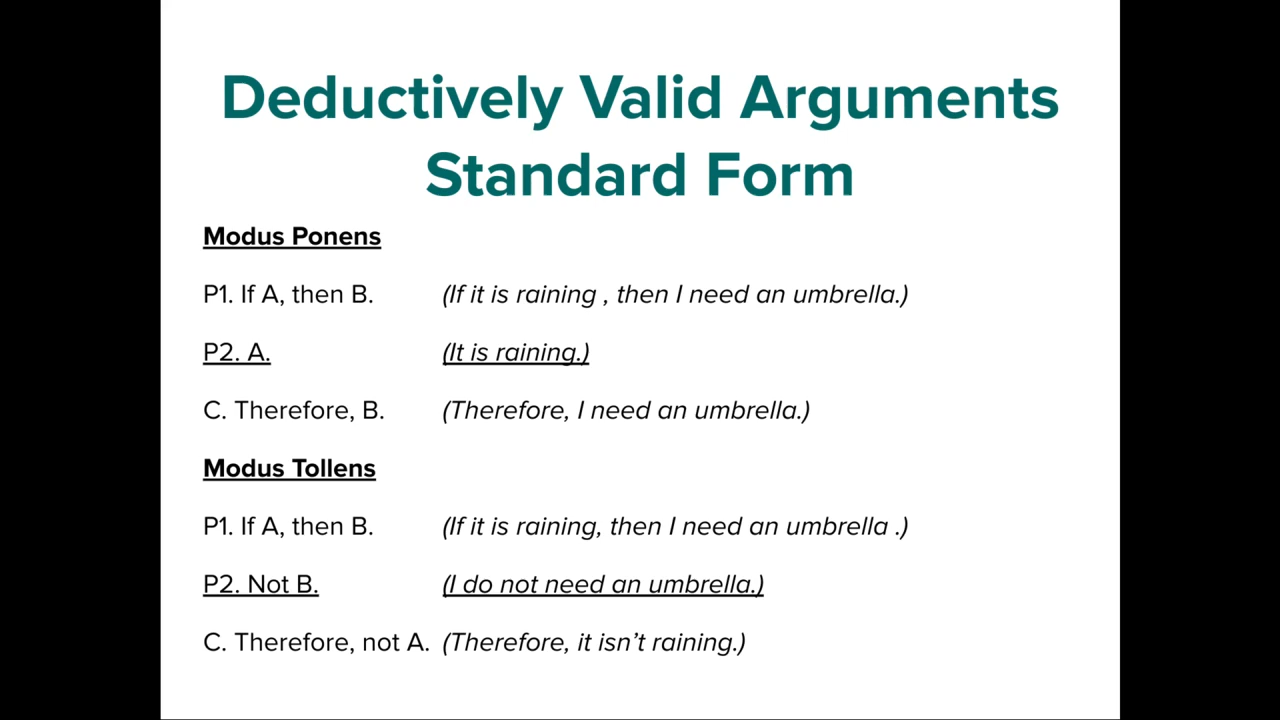 Deductively Valid Arguments
Standard Form
Modus Ponens
P1. If A, then B. (If it is raining , then I need an umbrella.)
P2. A. (It is raining.)
C. Therefore, B. (Therefore, I need an umbrella.)
Modus Tollens
P1. If A, then B. (If it is raining, then I need an umbrella .)
P2. Not B. (I do not need an umbrella.)
C. Therefore, not A. (Therefore, it isn’t raining.)